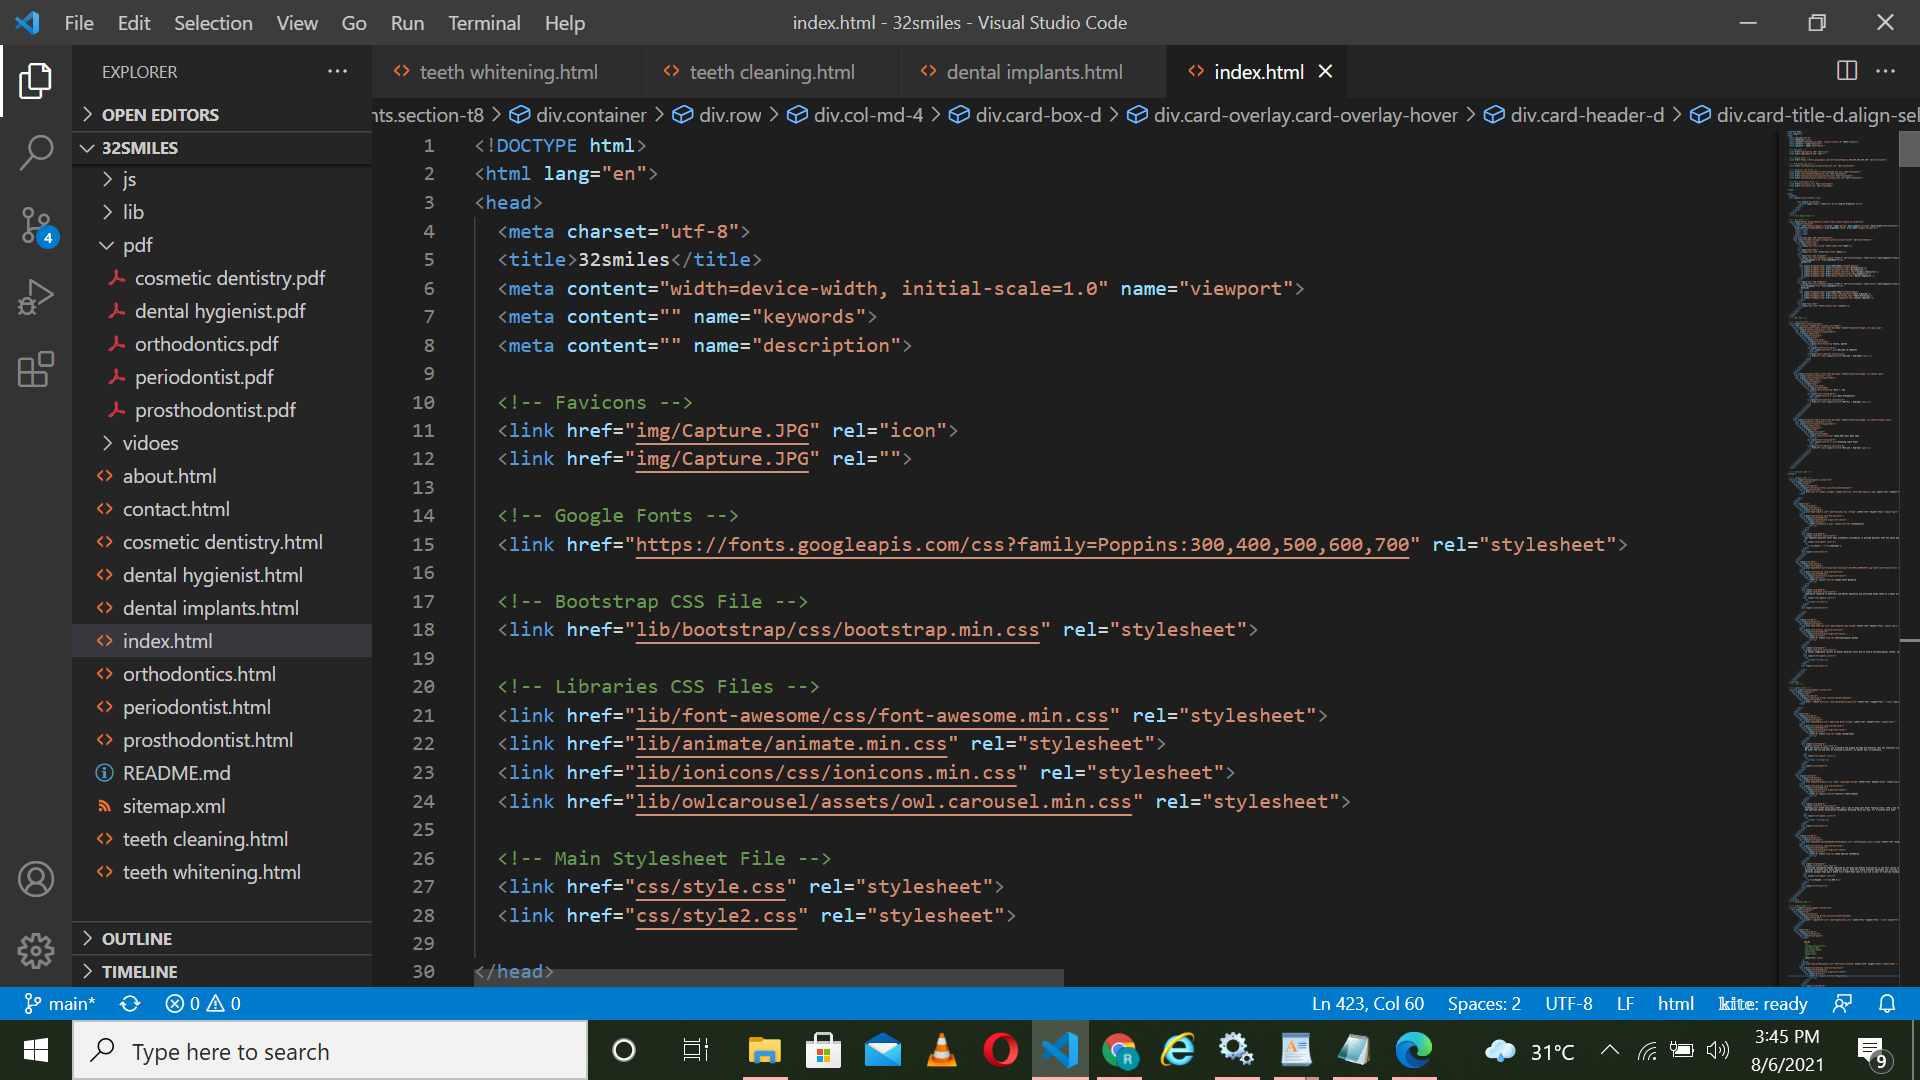 File Edit Selection View Go Run Terminal Help
index.html - 32smiles - Visual Studio Code
EXPLORER
teeth whitening.html
teeth cleaning.html
dental implants.html
index.html
OPEN EDITORS
nts.section-t8 > div.container > div.row > div.col-md-4 > div.card-box-d > div.card-overlay.card-overlay-hover > div.card-header-d > div.card-title-d.align-sel
32SMILES
js
lib
pdf
cosmetic dentistry.pdf
dental hygienist.pdf
orthodontics.pdf
periodontist.pdf
prosthodontist.pdf
vidoes
about.html
contact.html
cosmetic dentistry.html
dental hygienist.html
dental implants.html
index.html
orthodontics.html
periodontist.html
prosthodontist.html
README.md
sitemap.xml
teeth cleaning.html
teeth whitening.html
OUTLINE
TIMELINE
4
1 <!DOCTYPE html>
2 <html lang="en">
3 <head>
4 <meta charset="utf-8">
5 <title>32smiles</title>
6 <meta content="width=device-width, initial-scale=1.0" name="viewport">
7 <meta content="" name="keywords">
8 <meta content="" name="description">
9
10 <!-- Favicons -->
11 <link href="img/Capture.JPG" rel="icon">
12 <link href="img/Capture.JPG" rel="">
13
14 <!-- Google Fonts -->
15 <link href="https://fonts.googleapis.com/css?family=Poppins:300,400,500,600,700" rel="stylesheet">
16
17 <!-- Bootstrap CSS File -->
18 <link href="lib/bootstrap/css/bootstrap.min.css" rel="stylesheet">
19
20 <!-- Libraries CSS Files -->
21 <link href="lib/font-awesome/css/font-awesome.min.css" rel="stylesheet">
22 <link href="lib/animate/animate.min.css" rel="stylesheet">
23 <link href="lib/ionicons/css/ionicons.min.css" rel="stylesheet">
24 <link href="lib/owlcarousel/assets/owl.carousel.min.css" rel="stylesheet">
25
26 <!-- Main Stylesheet File -->
27 <link href="css/style.css" rel="stylesheet">
28 <link href="css/style2.css" rel="stylesheet">
29
30 </head>
main* 0 0 Ln 423, Col 60 Spaces: 2 UTF-8 LF html kite: ready
Type here to search
R
31°C
3:45 PM
8/6/2021
9